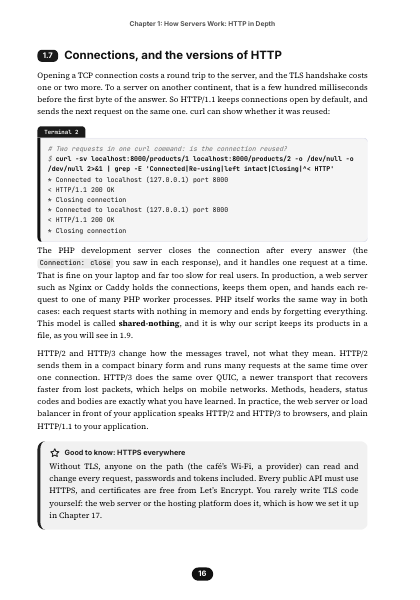 Chapter 1: How Servers Work: HTTP in Depth
1.7 Connections, and the versions of HTTP
Opening a TCP connection costs a round trip to the server, and the TLS handshake costs
one or more. To a server on another continent, that is a few hundred milliseconds
before the first byte of the answer. So HTTP/1.1 keeps connections open by default, and
sends the next request on the same one. curl can show whether it was reused:
Terminal 2
# Two requests in one curl command: is the connection reused?
$ curl -sv localhost:8000/products/1 localhost:8000/products/2 -o /dev/null -o
/dev/null 2>&1 | grep -E 'Connected|Re-using|left intact|Closing|^< HTTP'
* Connected to localhost (127.0.0.1) port 8000
< HTTP/1.1 200 OK
* Closing connection
* Connected to localhost (127.0.0.1) port 8000
< HTTP/1.1 200 OK
* Closing connection
The PHP development server closes the connection after every answer (the
Connection: close you saw in each response), and it handles one request at a time.
That is fine on your laptop and far too slow for real users. In production, a web server
such as Nginx or Caddy holds the connections, keeps them open, and hands each re-
quest to one of many PHP worker processes. PHP itself works the same way in both
cases: each request starts with nothing in memory and ends by forgetting everything.
This model is called shared-nothing, and it is why our script keeps its products in a
file, as you will see in 1.9.
HTTP/2 and HTTP/3 change how the messages travel, not what they mean. HTTP/2
sends them in a compact binary form and runs many requests at the same time over
one connection. HTTP/3 does the same over QUIC, a newer transport that recovers
faster from lost packets, which helps on mobile networks. Methods, headers, status
codes and bodies are exactly what you have learned. In practice, the web server or load
balancer in front of your application speaks HTTP/2 and HTTP/3 to browsers, and plain
HTTP/1.1 to your application.
Good to know: HTTPS everywhere
Without TLS, anyone on the path (the café's Wi-Fi, a provider) can read and
change every request, passwords and tokens included. Every public API must use
HTTPS, and certificates are free from Let's Encrypt. You rarely write TLS code
yourself: the web server or the hosting platform does it, which is how we set it up
in Chapter 17.
16